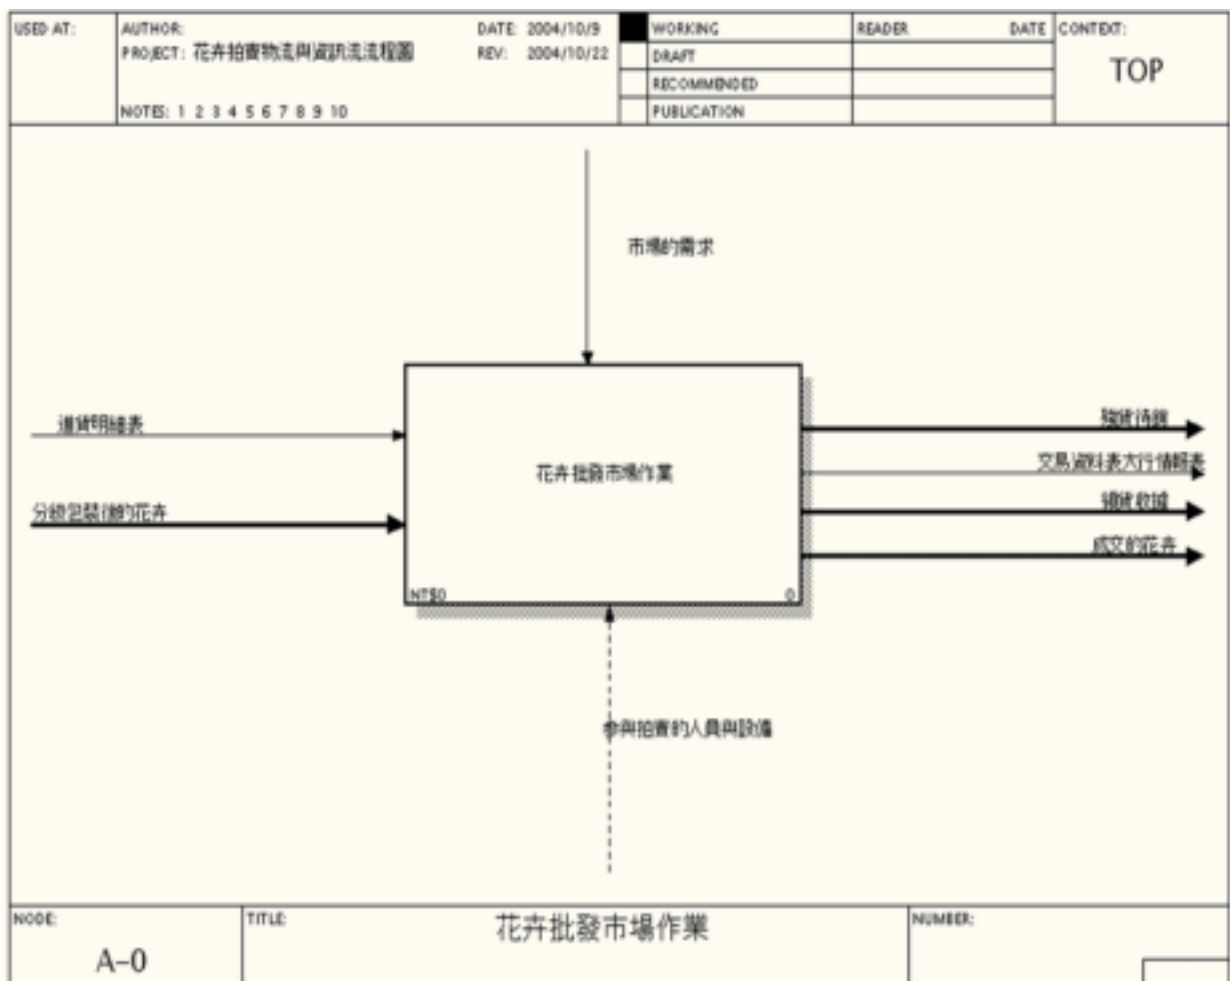 USED AT:
AUTHOR:
DATE: 2004/10/9
PROJECT: 花卉拍賣物流與資訊流流程圖
REV: 2004/10/22
NOTES: 1 2 3 4 5 6 7 8 9 10
WORKING
DRAFT
RECOMMENDED
PUBLICATION
READER DATE
CONTEXT:
TOP
市場的需求
進貨明細表
分級包裝後的花卉
花卉批發市場作業
NT$0 0
殘貨待銷
交易資料表大行情報表
領貨收據
成交的花卉
參與拍賣的人員與設備
NODE:
A-0
TITLE:
花卉批發市場作業
NUMBER: